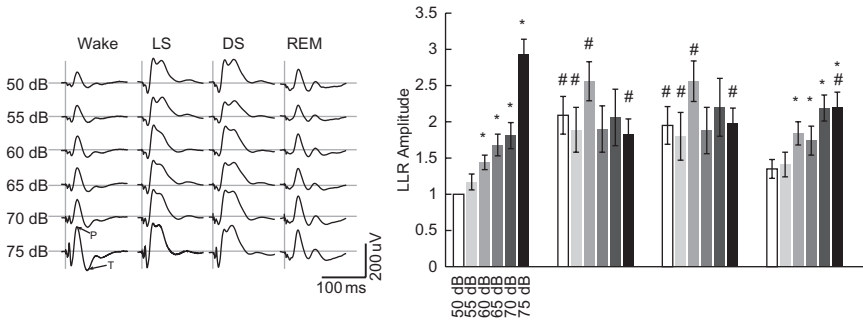 Wake LS DS REM
50 dB
55 dB
60 dB
65 dB
70 dB
75 dB
P
T
100 ms
200 uV
LLR Amplitude
3.5
3
2.5
2
1.5
1
0.5
0
* * * * *
# # # #
# # # #
* * * * #
50 dB
55 dB
60 dB
65 dB
70 dB
75 dB